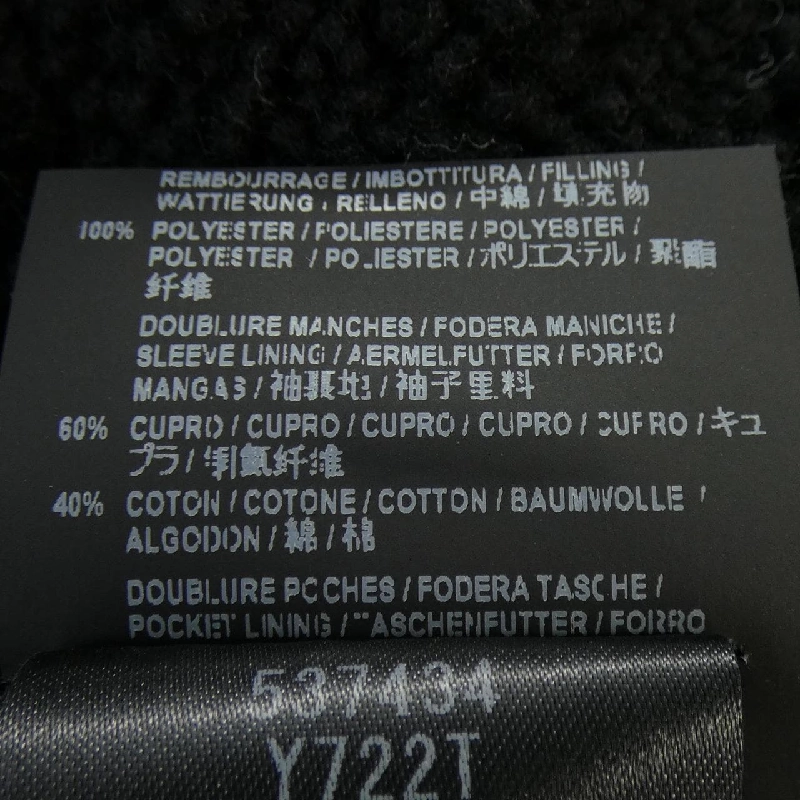 REMBOURRAGE / IMBOTTITURA / FILLING /
WATTIERUNG / RELLENO / 中綿 / 填充物
100% POLYESTER / POLIESTERE / POLYESTER /
POLYESTER / POLIESTER / ポリエステル / 聚酯
纤维
DOUBLURE MANCHES / FODERA MANICHE /
SLEEVE LINING / AERMELFUTTER / FORRO
MANGAS / 袖裏地 / 袖子里料
60% CUPRO / CUPRO / CUPRO / CUPRO / CUPRO / キュ
プラ / 铜氨纤维
40% COTON / COTONE / COTTON / BAUMWOLLE /
ALGODON / 綿 / 棉
DOUBLURE POCHES / FODERA TASCHE /
POCKET LINING / TASCHENFUTTER / FORRO
537434
Y722T